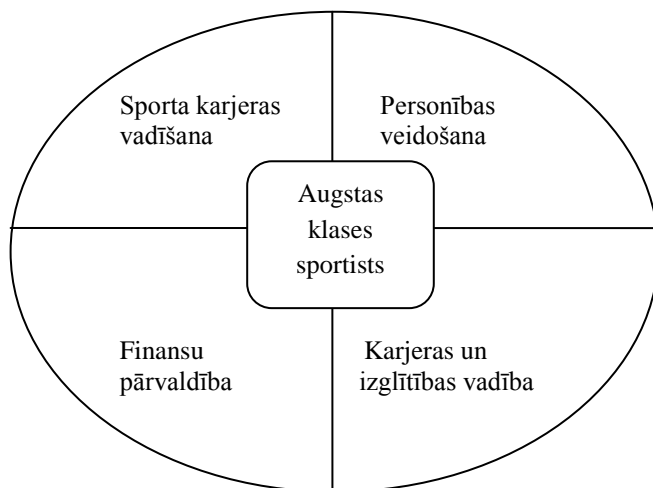 Sporta karjeras
vadīšana
Personības
veidošana
Augstas
klases
sportists
Finansu
pārvaldība
Karjeras un
izglītības vadība